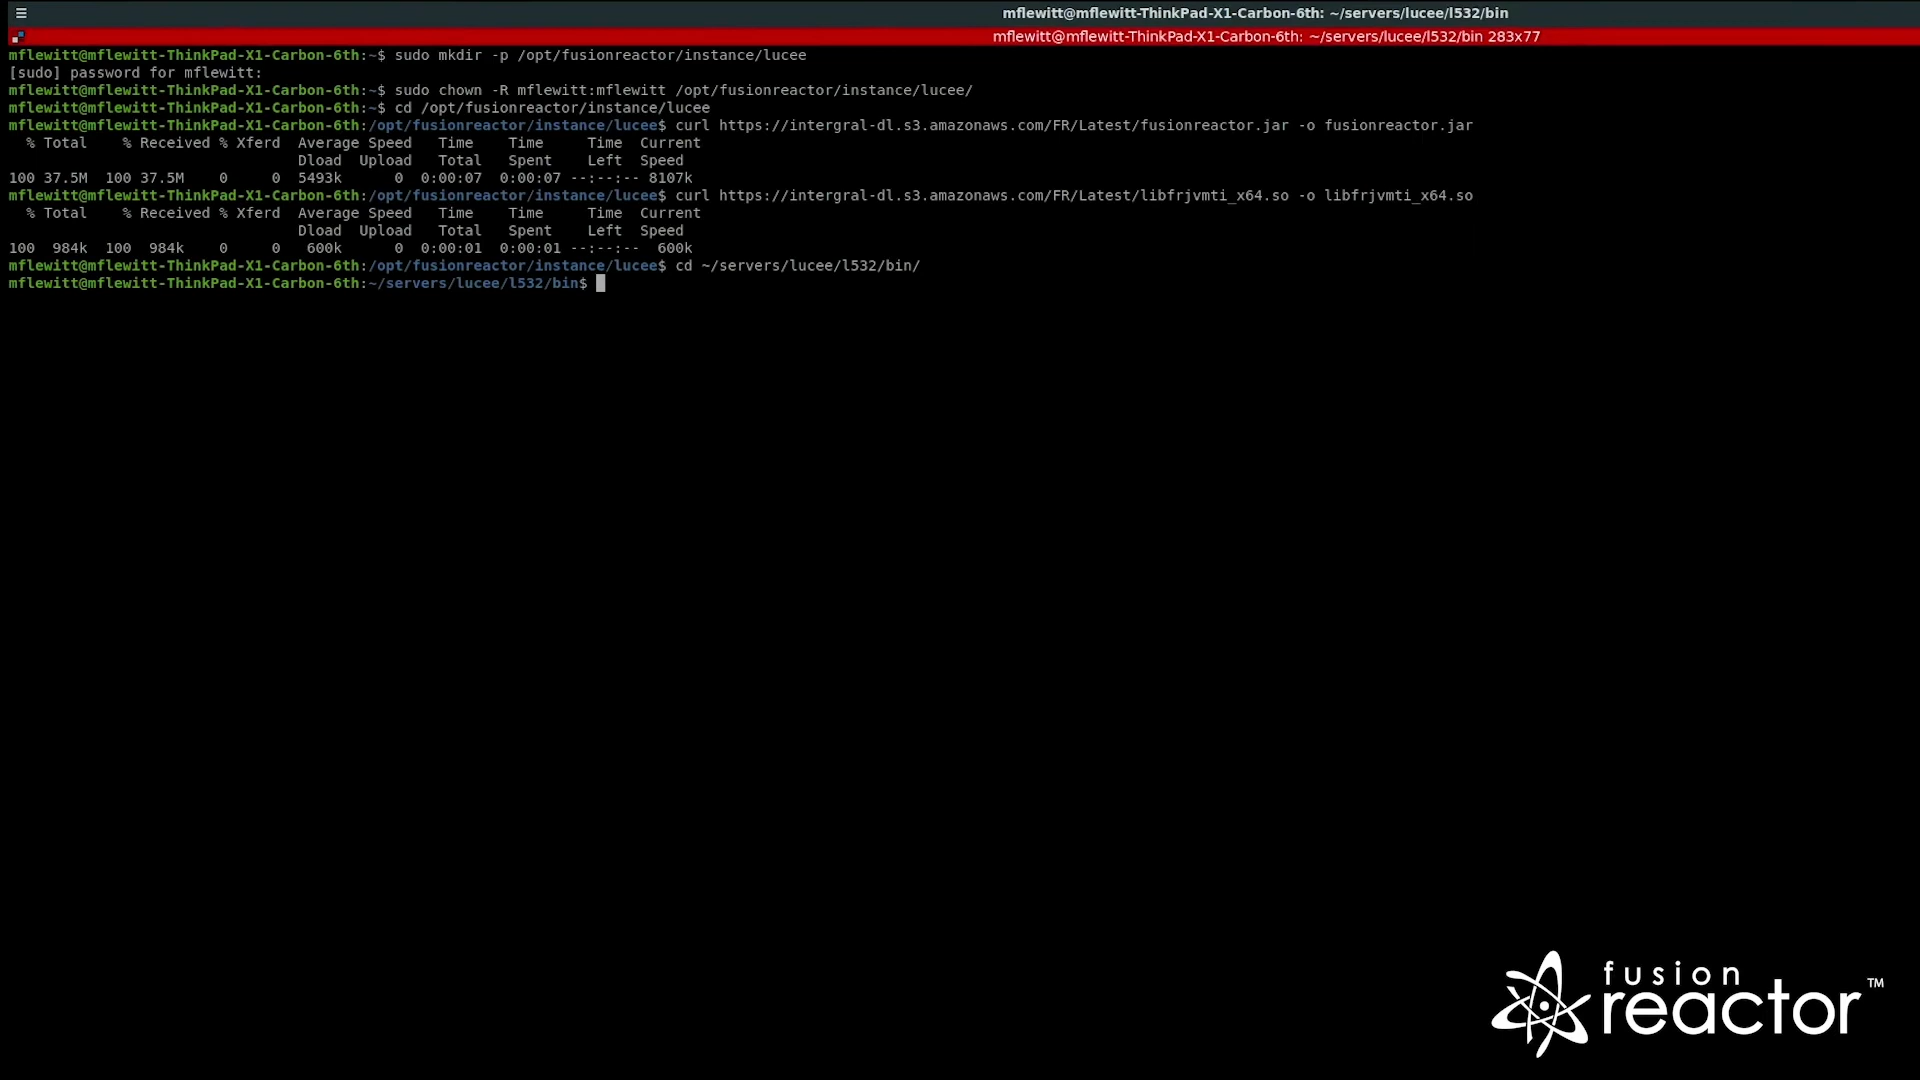 mflewitt@mflewitt-ThinkPad-X1-Carbon-6th: ~/servers/lucee/l532/bin
mflewitt@mflewitt-ThinkPad-X1-Carbon-6th: ~/servers/lucee/l532/bin 283x77
mflewitt@mflewitt-ThinkPad-X1-Carbon-6th:~$ sudo mkdir -p /opt/fusionreactor/instance/lucee
[sudo] password for mflewitt:
mflewitt@mflewitt-ThinkPad-X1-Carbon-6th:~$ sudo chown -R mflewitt:mflewitt /opt/fusionreactor/instance/lucee/
mflewitt@mflewitt-ThinkPad-X1-Carbon-6th:~$ cd /opt/fusionreactor/instance/lucee
mflewitt@mflewitt-ThinkPad-X1-Carbon-6th:/opt/fusionreactor/instance/lucee$ curl https://intergral-dl.s3.amazonaws.com/FR/Latest/fusionreactor.jar -o fusionreactor.jar
  % Total    % Received % Xferd  Average Speed   Time    Time     Time  Current
                                 Dload  Upload   Total   Spent    Left  Speed
100 37.5M  100 37.5M    0     0  5493k      0  0:00:07  0:00:07 --:--:-- 8107k
mflewitt@mflewitt-ThinkPad-X1-Carbon-6th:/opt/fusionreactor/instance/lucee$ curl https://intergral-dl.s3.amazonaws.com/FR/Latest/libfrjvmti_x64.so -o libfrjvmti_x64.so
  % Total    % Received % Xferd  Average Speed   Time    Time     Time  Current
                                 Dload  Upload   Total   Spent    Left  Speed
100  984k  100  984k    0     0   600k      0  0:00:01  0:00:01 --:--:--  600k
mflewitt@mflewitt-ThinkPad-X1-Carbon-6th:/opt/fusionreactor/instance/lucee$ cd ~/servers/lucee/l532/bin/
mflewitt@mflewitt-ThinkPad-X1-Carbon-6th:~/servers/lucee/l532/bin$
fusion
reactor™